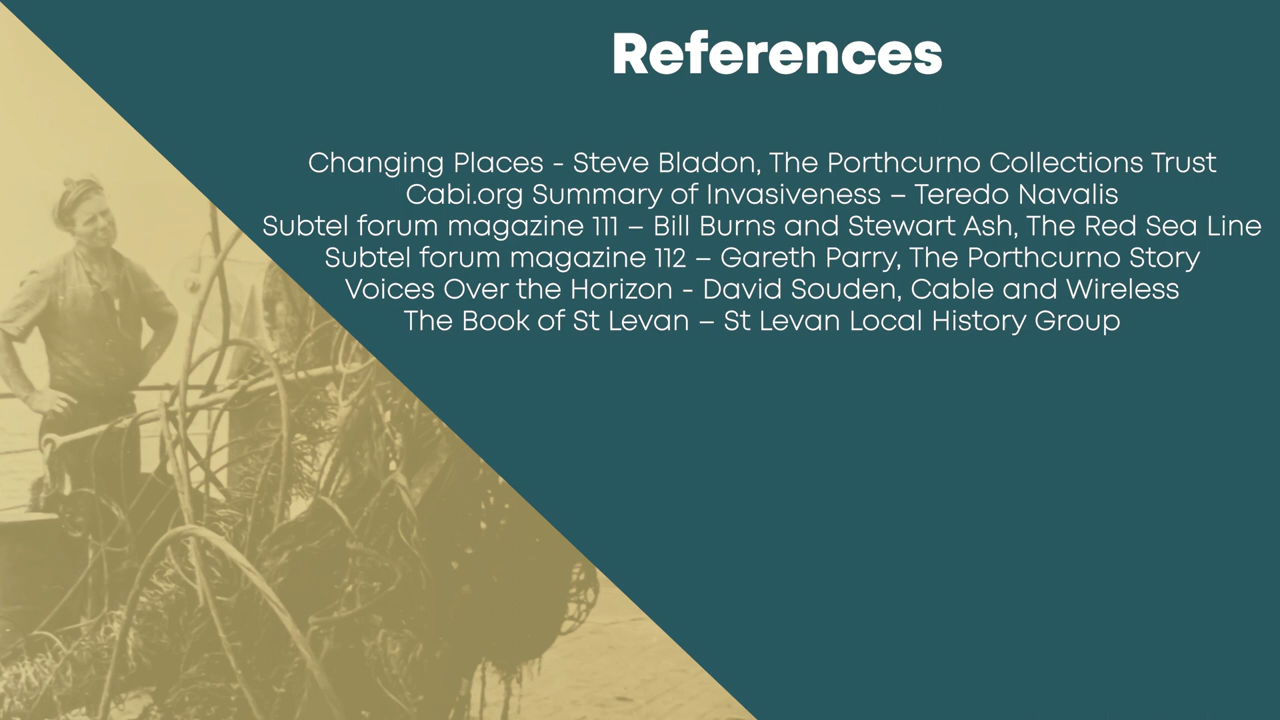 References
Changing Places - Steve Bladon, The Porthcurno Collections Trust
Cabi.org Summary of Invasiveness – Teredo Navalis
Subtel forum magazine 111 – Bill Burns and Stewart Ash, The Red Sea Line
Subtel forum magazine 112 – Gareth Parry, The Porthcurno Story
Voices Over the Horizon - David Souden, Cable and Wireless
The Book of St Levan – St Levan Local History Group